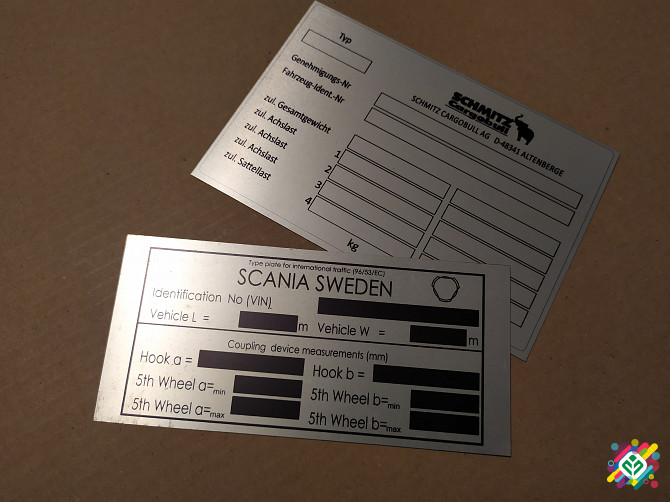 Typ
Genehmigungs-Nr
Fahrzeug-Ident.-Nr
SCHMITZ
Cargobull
SCHMITZ CARGOBULL AG D-48341 ALTENBERGE
zul. Gesamtgewicht
zul. Achslast
zul. Achslast
zul. Achslast
zul. Sattellast
1
2
3
4
kg
Type plate for international traffic (96/53/EC)
SCANIA SWEDEN
Identification No (VIN)
Vehicle L = m Vehicle W = m
Coupling device measurements (mm)
Hook a = Hook b =
5th Wheel a=min 5th Wheel b=min
5th Wheel a=max 5th Wheel b=max